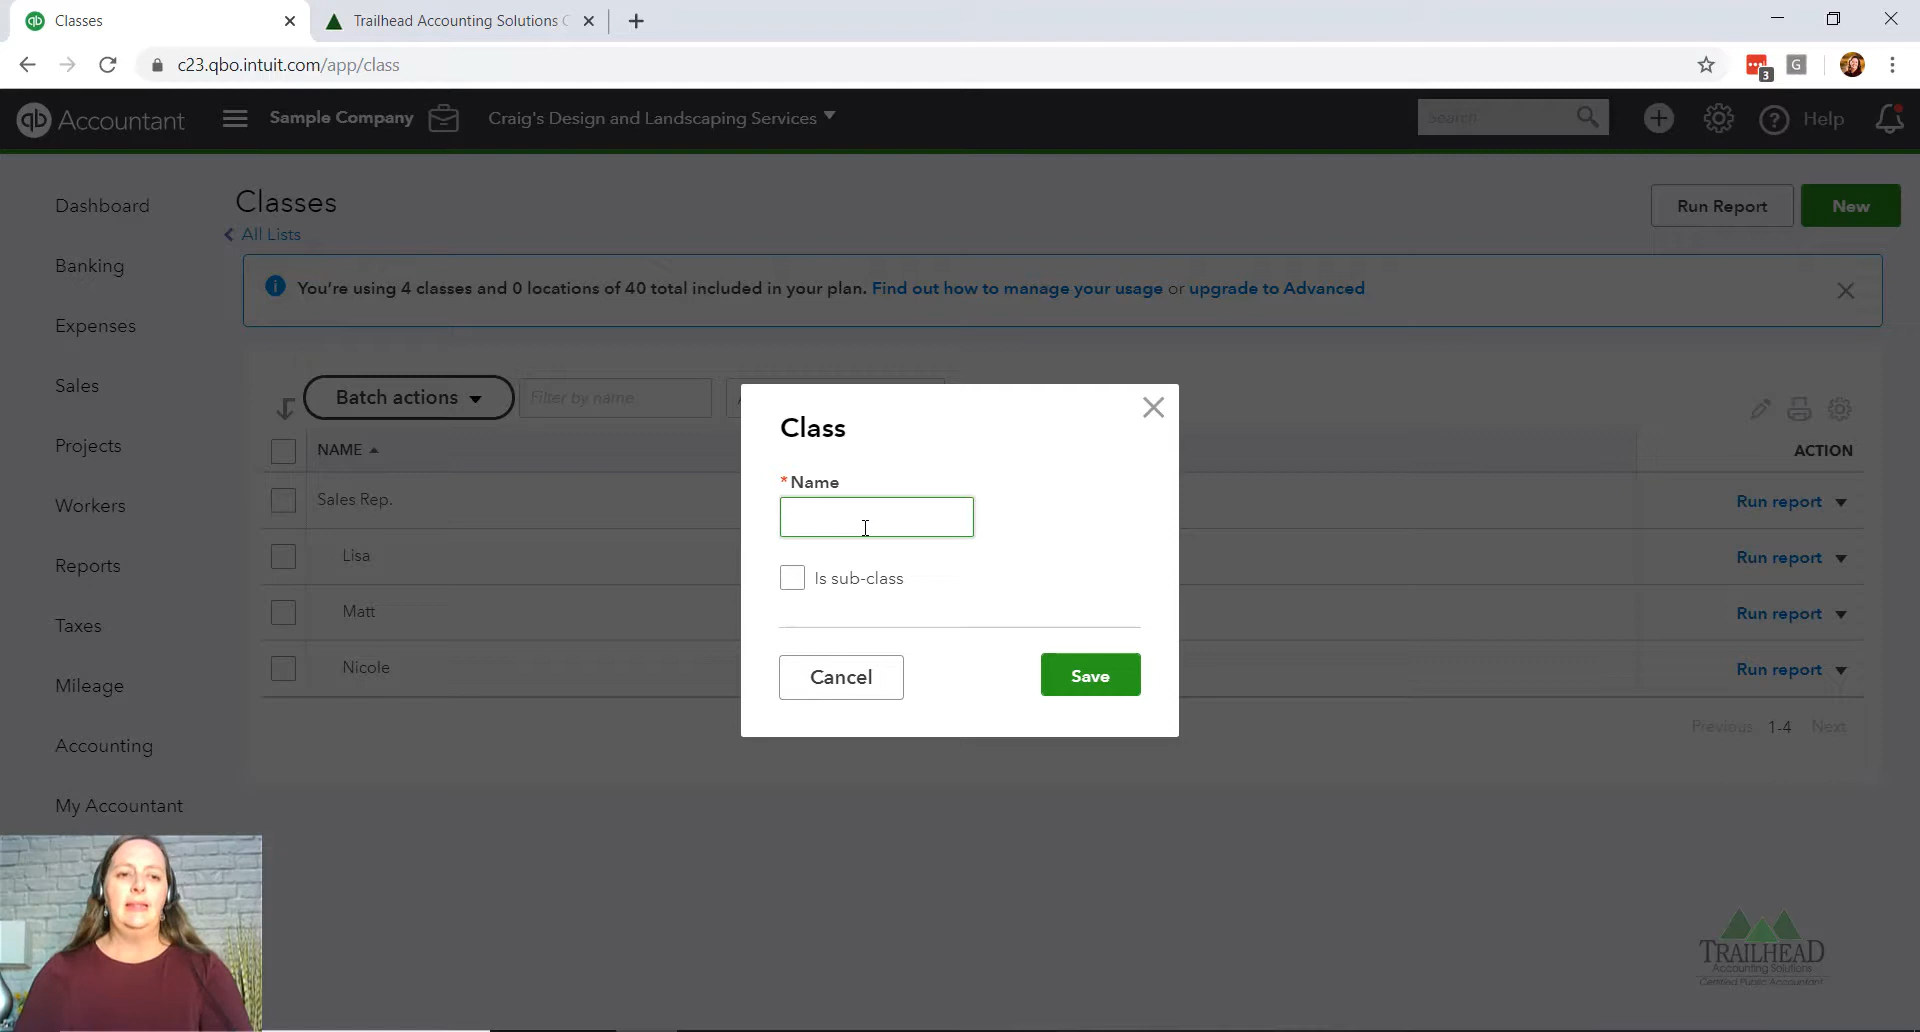 Classes
Trailhead Accounting Solutions C
c23.qbo.intuit.com/app/class
3
G
qb Accountant
Sample Company
Craig's Design and Landscaping Services
Search
Help
Dashboard
Banking
Expenses
Sales
Projects
Workers
Reports
Taxes
Mileage
Accounting
My Accountant
Classes
All Lists
Run Report
New
You're using 4 classes and 0 locations of 40 total included in your plan. Find out how to manage your usage or upgrade to Advanced
Batch actions
Filter by name
NAME
ACTION
Sales Rep.
Run report
Lisa
Run report
Matt
Run report
Nicole
Run report
Previous 1-4 Next
Class
*Name
Is sub-class
Cancel
Save
TRAILHEAD
Accounting Solutions
Certified Public Accountant